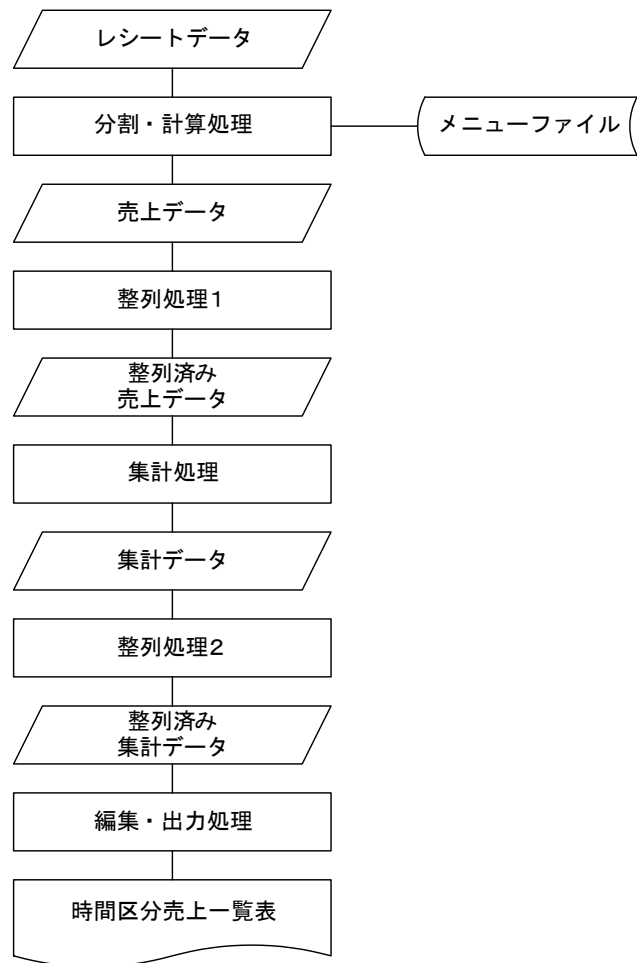 レシートデータ
分割・計算処理
メニューファイル
売上データ
整列処理1
整列済み
売上データ
集計処理
集計データ
整列処理2
整列済み
集計データ
編集・出力処理
時間区分売上一覧表